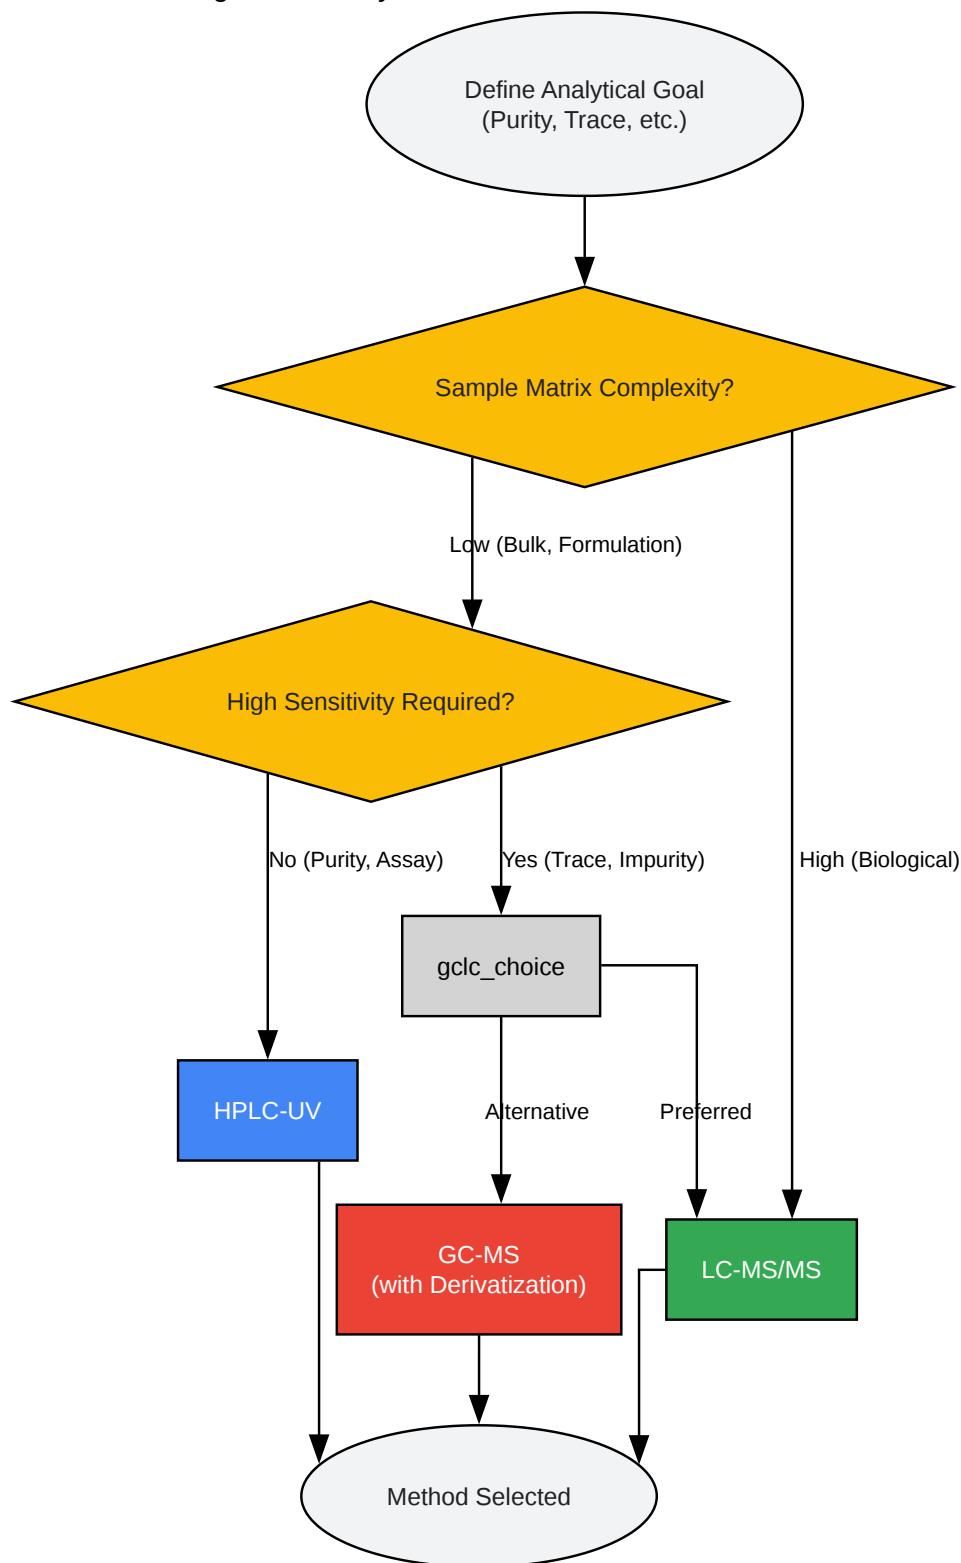 Define Analytical Goal
(Purity, Trace, etc.)
Sample Matrix Complexity?
Low (Bulk, Formulation)
High Sensitivity Required?
No (Purity, Assay)
Yes (Trace, Impurity)
High (Biological)
gclc_choice
HPLC-UV
Alternative
Preferred
GC-MS
(with Derivatization)
LC-MS/MS
Method Selected